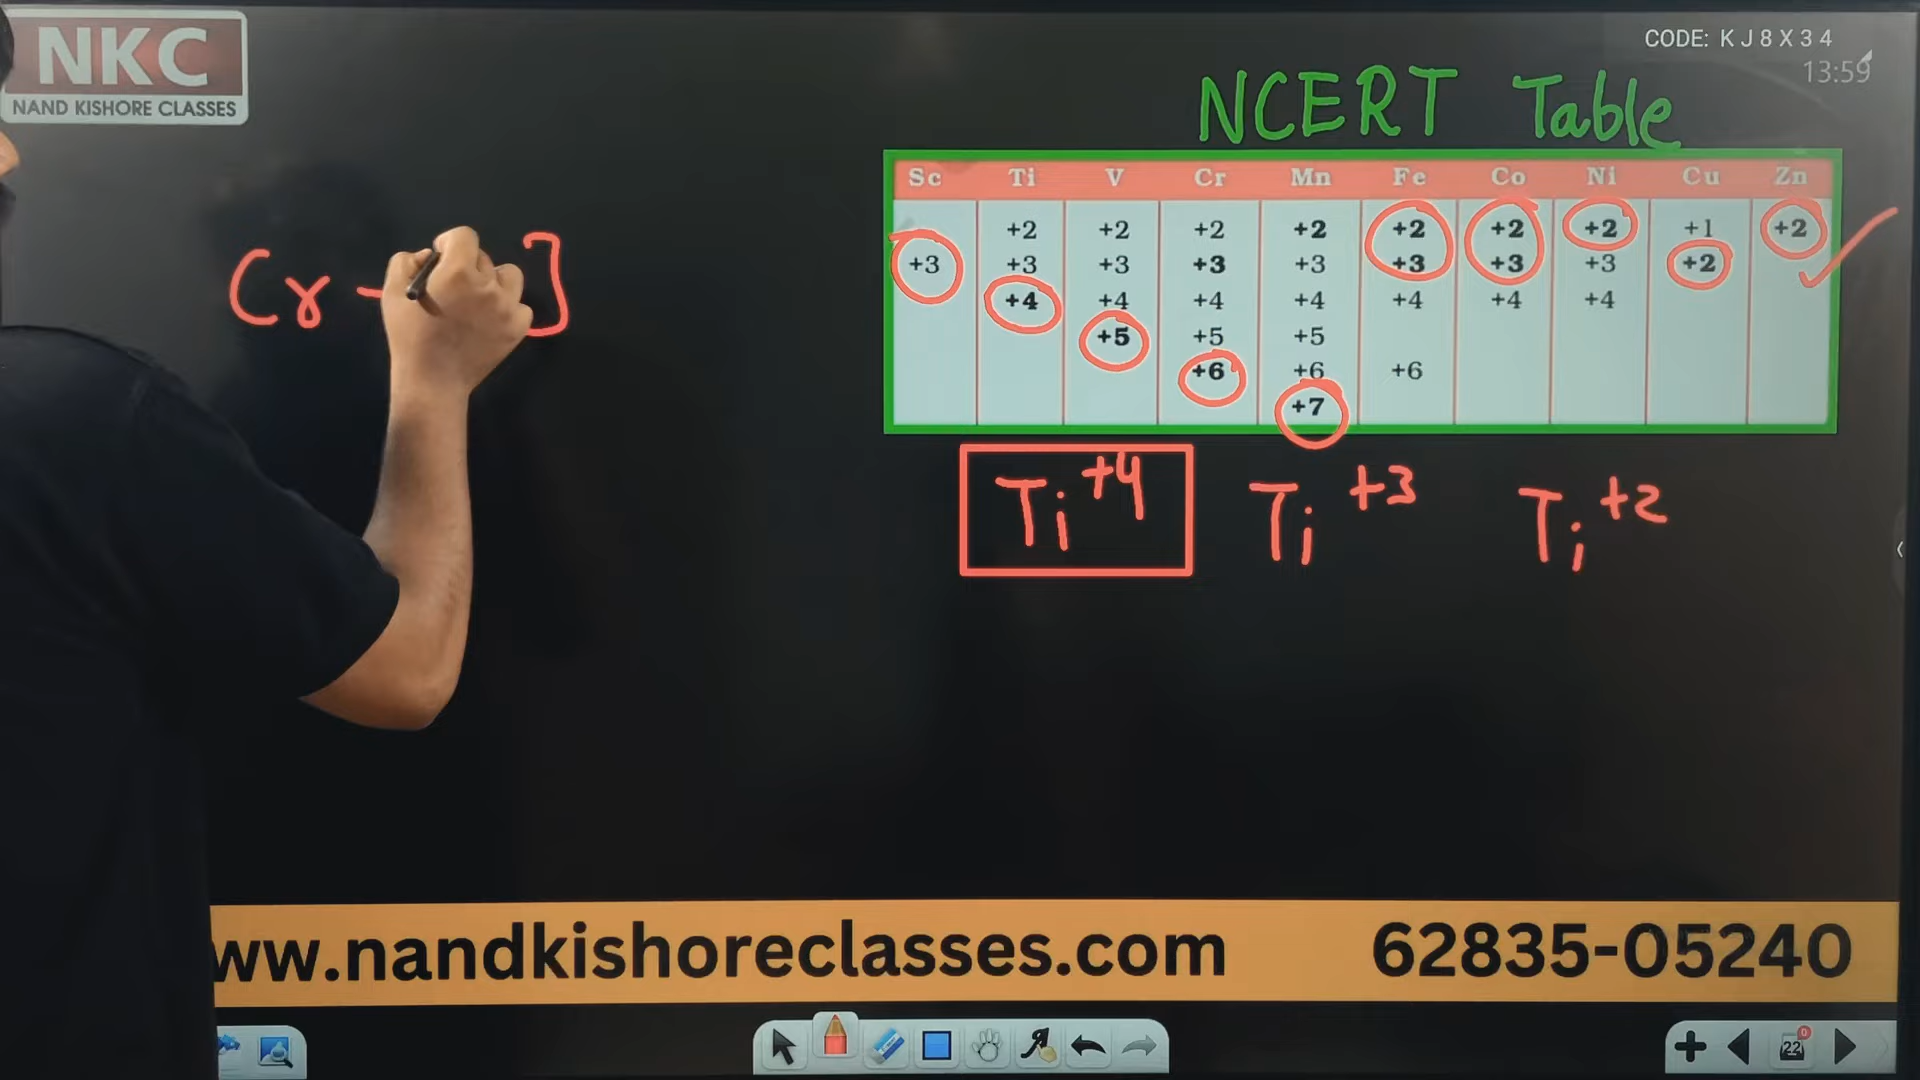 NKC
NAND KISHORE CLASSES
CODE: K J 8 X 3 4
13:59
NCERT Table
Sc Ti V Cr Mn Fe Co Ni Cu Zn
+2 +2 +2 +2 +2 +2 +2 +1 +2
+3 +3 +3 +3 +3 +3 +3 +3 +2
+4 +4 +4 +4 +4 +4 +4
+5 +5 +5
+6 +6 +6
+7
Cr - ]
Ti+4 Ti+3 Ti+2
ww.nandkishoreclasses.com 62835-05240
22
0